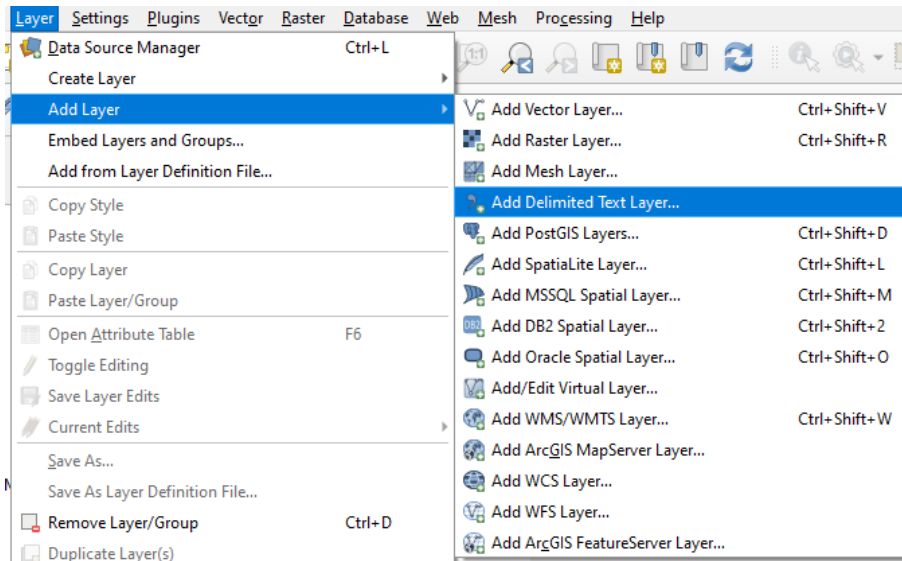 Layer Settings Plugins Vector Raster Database Web Mesh Processing Help
Data Source Manager Ctrl+L
Create Layer
Add Layer
Embed Layers and Groups...
Add from Layer Definition File...
Copy Style
Paste Style
Copy Layer
Paste Layer/Group
Open Attribute Table F6
Toggle Editing
Save Layer Edits
Current Edits
Save As...
Save As Layer Definition File...
Remove Layer/Group Ctrl+D
Duplicate Layer(s)
1:1
Add Vector Layer... Ctrl+Shift+V
Add Raster Layer... Ctrl+Shift+R
Add Mesh Layer...
Add Delimited Text Layer...
Add PostGIS Layers... Ctrl+Shift+D
Add SpatiaLite Layer... Ctrl+Shift+L
Add MSSQL Spatial Layer... Ctrl+Shift+M
DB2 Add DB2 Spatial Layer... Ctrl+Shift+2
Add Oracle Spatial Layer... Ctrl+Shift+O
Add/Edit Virtual Layer...
Add WMS/WMTS Layer... Ctrl+Shift+W
Add ArcGIS MapServer Layer...
Add WCS Layer...
Add WFS Layer...
Add ArcGIS FeatureServer Layer...